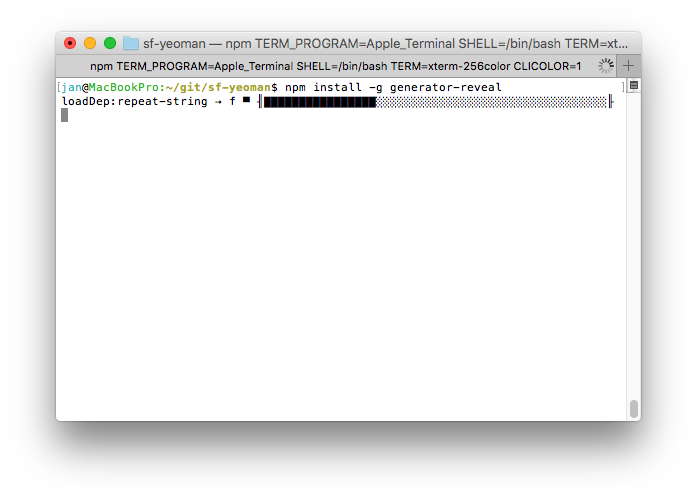 sf-yeoman — npm TERM_PROGRAM=Apple_Terminal SHELL=/bin/bash TERM=xt...
npm TERM_PROGRAM=Apple_Terminal SHELL=/bin/bash TERM=xterm-256color CLICOLOR=1
[jan@MacBookPro:~/git/sf-yeoman$ npm install -g generator-reveal ]
loadDep:repeat-string → f ▀ ╢████████████████░░░░░░░░░░░░░░░░░░░░░░░░░░░░░░░░░╟